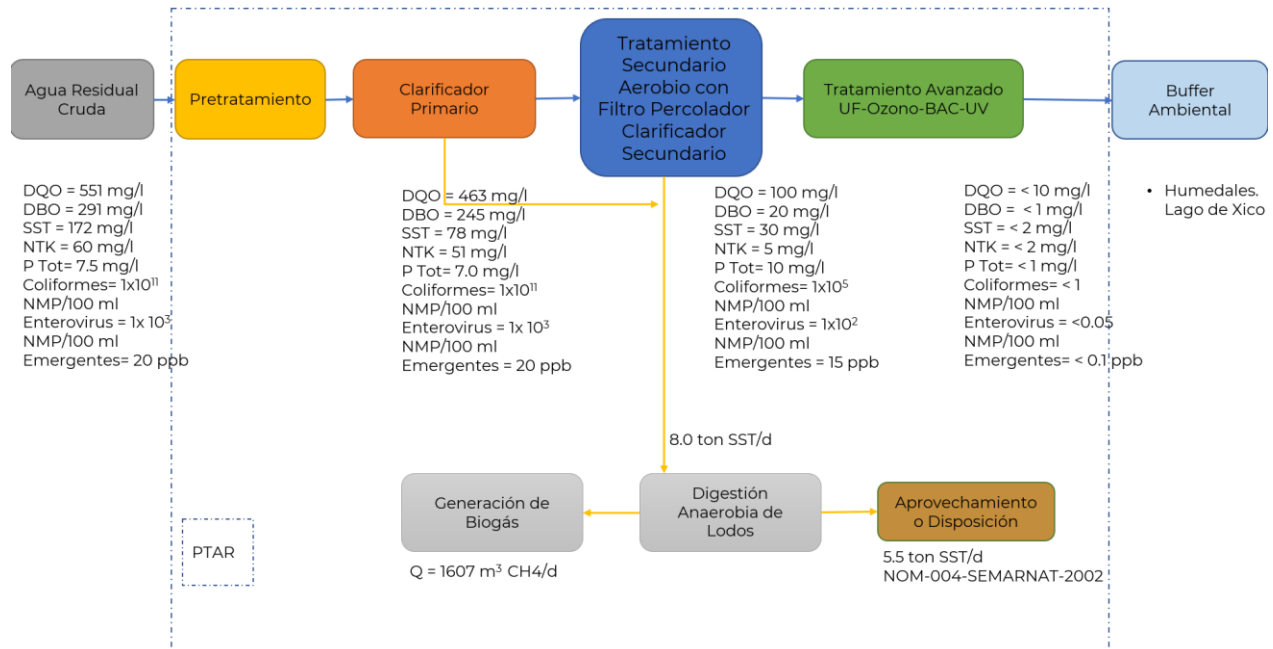 Agua Residual
Cruda
Pretratamiento
Clarificador
Primario
Tratamiento
Secundario
Aerobio con
Filtro Percolador
Clarificador
Secundario
Tratamiento Avanzado
UF-Ozono-BAC-UV
Buffer
Ambiental
DQO = 551 mg/l
DBO = 291 mg/l
SST = 172 mg/l
NTK = 60 mg/l
P Tot= 7.5 mg/l
Coliformes= 1x10¹¹
NMP/100 ml
Enterovirus = 1x 10³
NMP/100 ml
Emergentes= 20 ppb
DQO = 463 mg/l
DBO = 245 mg/l
SST = 78 mg/l
NTK = 51 mg/l
P Tot= 7.0 mg/l
Coliformes= 1x10¹¹
NMP/100 ml
Enterovirus = 1x 10³
NMP/100 ml
Emergentes= 20 ppb
DQO = 100 mg/l
DBO = 20 mg/l
SST = 30 mg/l
NTK = 5 mg/l
P Tot= 10 mg/l
Coliformes= 1x10⁵
NMP/100 ml
Enterovirus = 1x10²
NMP/100 ml
Emergentes = 15 ppb
DQO = < 10 mg/l
DBO = < 1 mg/l
SST = < 2 mg/l
NTK = < 2 mg/l
P Tot= < 1 mg/l
Coliformes= < 1
NMP/100 ml
Enterovirus = <0.05
NMP/100 ml
Emergentes= < 0.1 ppb
• Humedales.
Lago de Xico
8.0 ton SST/d
Generación de
Biogás
Digestión
Anaerobia de
Lodos
Aprovechamiento
o Disposición
PTAR
Q = 1607 m³ CH4/d
5.5 ton SST/d
NOM-004-SEMARNAT-2002